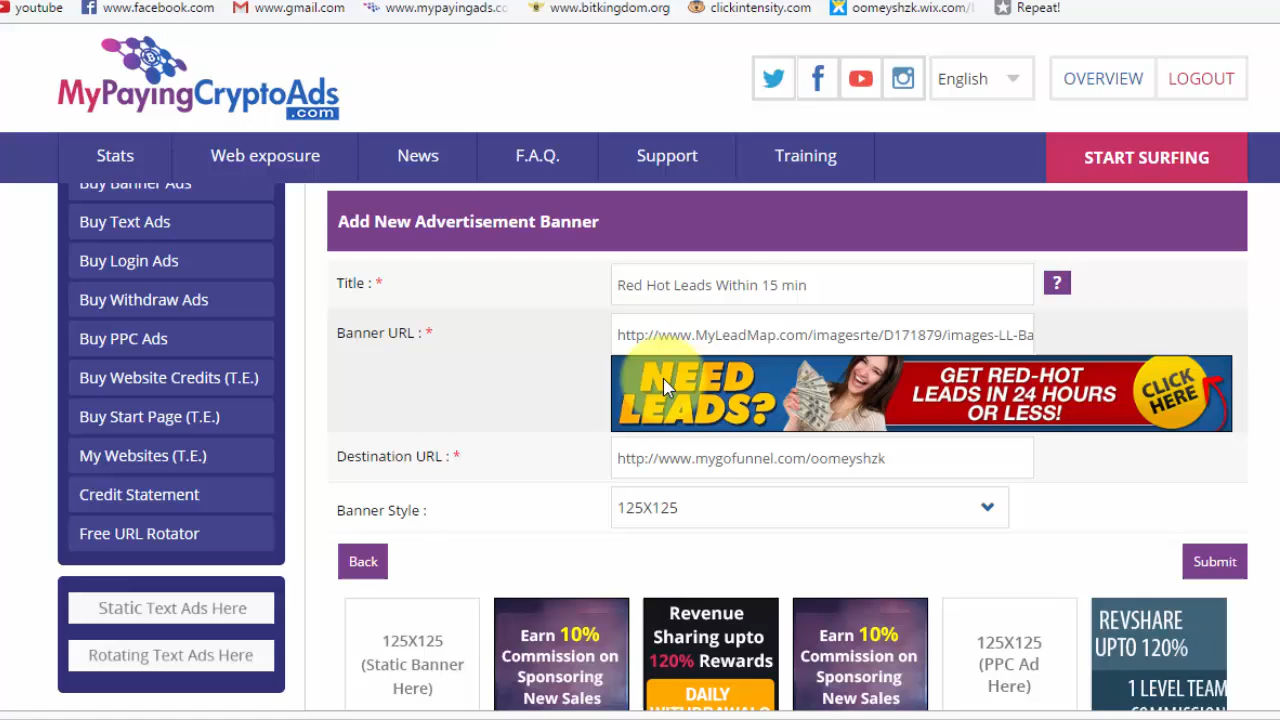 youtube
www.facebook.com
www.gmail.com
www.mypayingads.co
www.bitkingdom.org
clickintensity.com
oomeyshzk.wix.com/
Repeat!
MyPayingCryptoAds
.com
English
OVERVIEW
LOGOUT
Stats
Web exposure
News
F.A.Q.
Support
Training
START SURFING
Buy Banner Ads
Buy Text Ads
Buy Login Ads
Buy Withdraw Ads
Buy PPC Ads
Buy Website Credits (T.E.)
Buy Start Page (T.E.)
My Websites (T.E.)
Credit Statement
Free URL Rotator
Static Text Ads Here
Rotating Text Ads Here
Add New Advertisement Banner
Title : *
Red Hot Leads Within 15 min
?
Banner URL : *
http://www.MyLeadMap.com/imagesrte/D171879/images-LL-Ba
NEED
LEADS?
GET RED-HOT
LEADS IN 24 HOURS
OR LESS!
CLICK
HERE
Destination URL : *
http://www.mygofunnel.com/oomeyshzk
Banner Style :
125X125
Back
Submit
125X125
(Static Banner
Here)
Earn 10%
Commission on
Sponsoring
New Sales
Revenue
Sharing upto
120% Rewards
DAILY
WITHDRAWALS
Earn 10%
Commission on
Sponsoring
New Sales
125X125
(PPC Ad
Here)
REVSHARE
UPTO 120%
1 LEVEL TEAM
COMMISSION